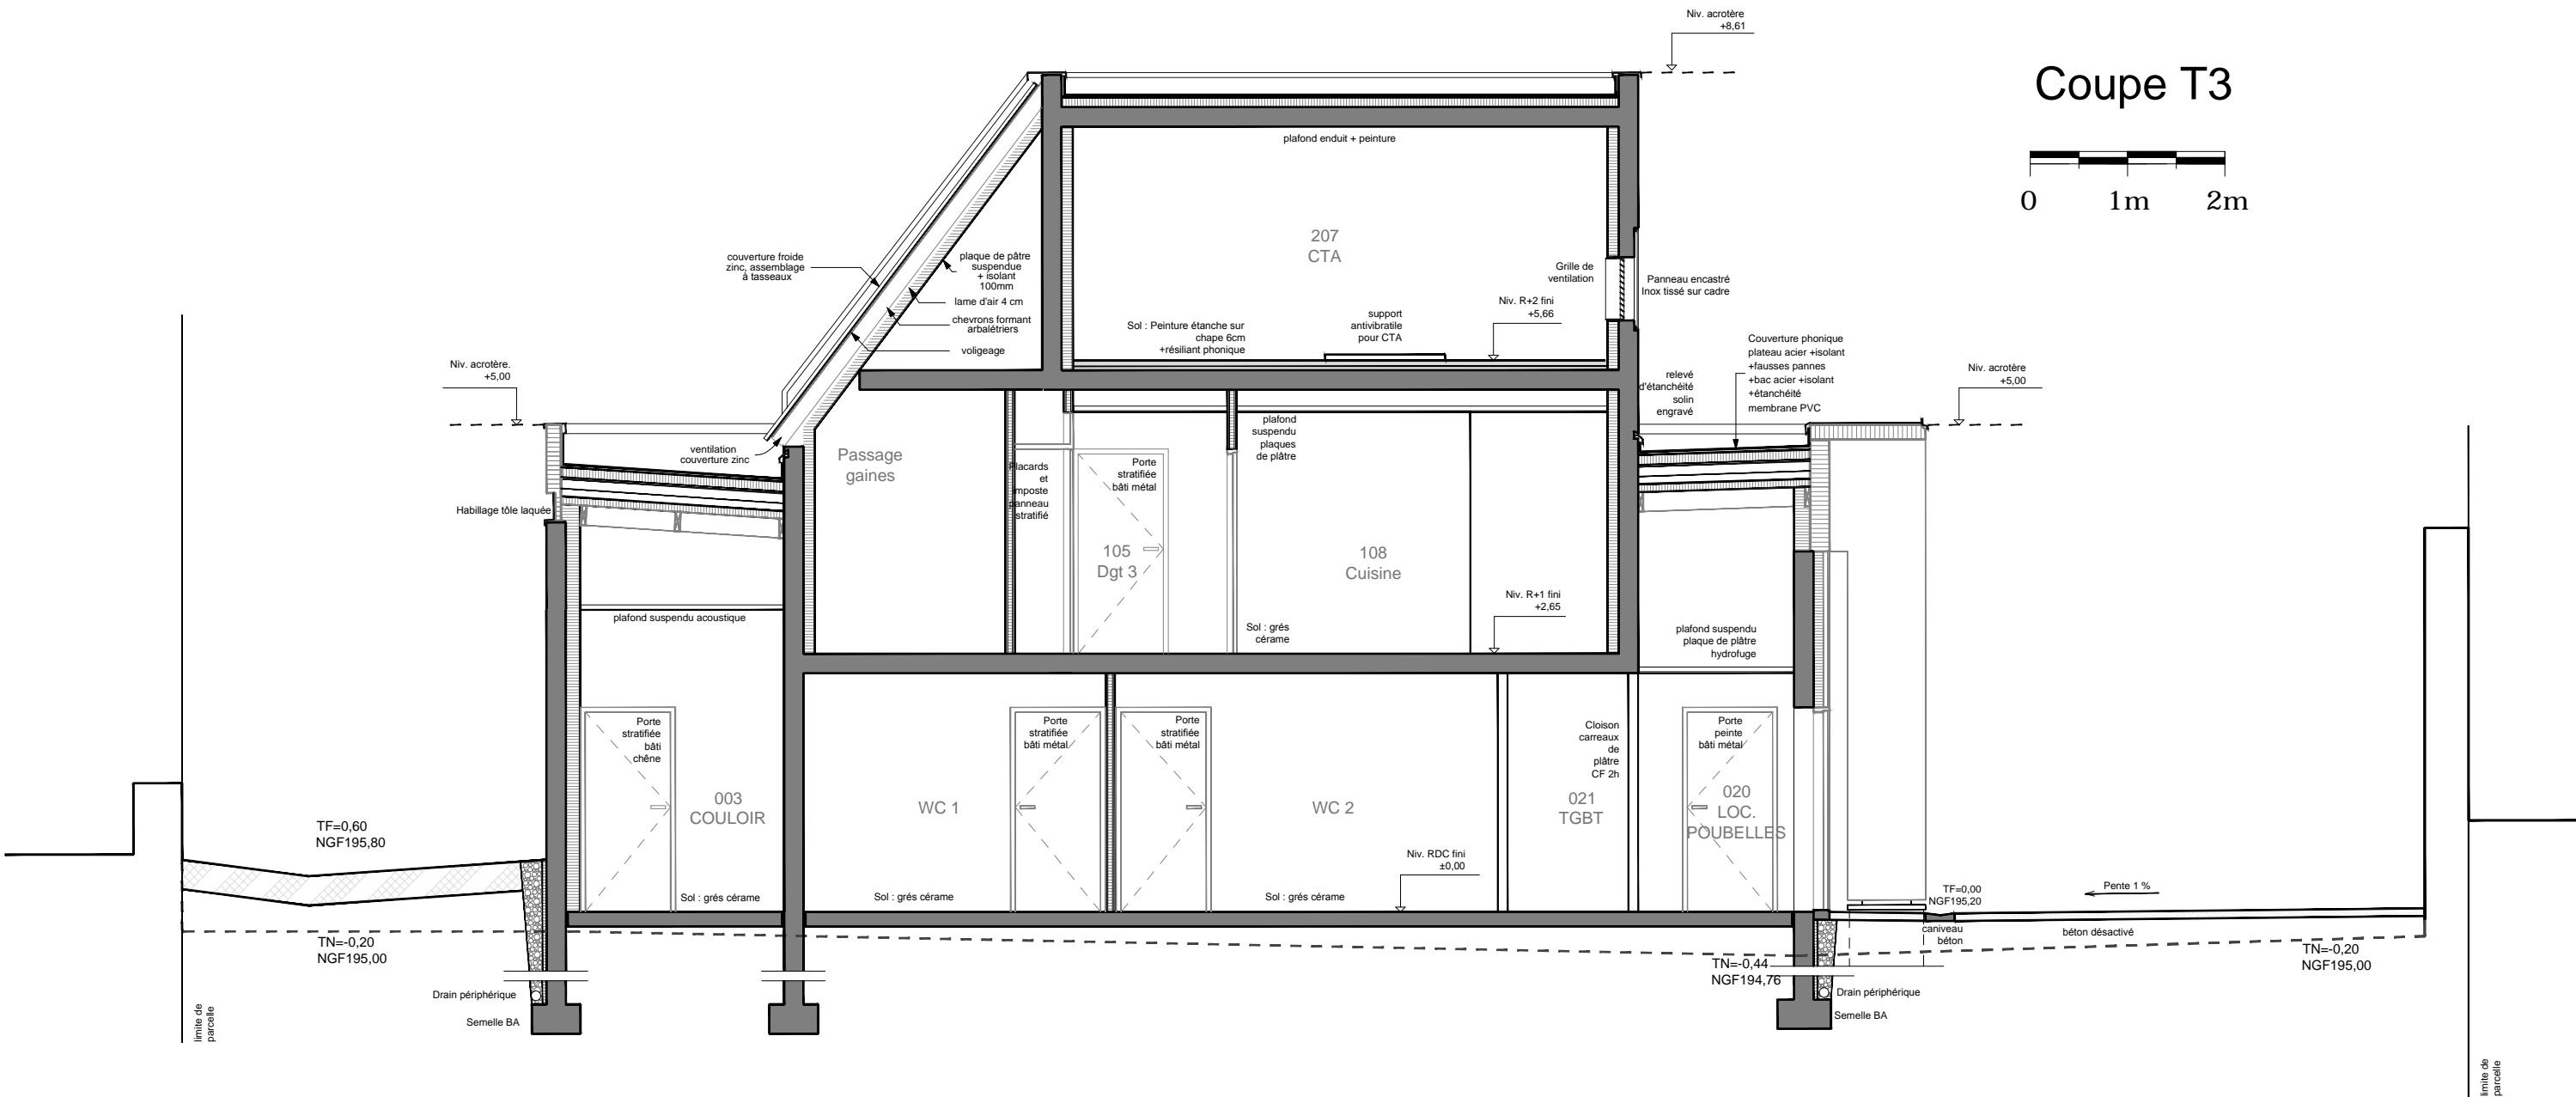 Niv. acrotère
+8,61
Coupe T3
0 1m 2m
plafond enduit + peinture
207
CTA
couverture froide
zinc, assemblage
à tasseaux
plaque de pâtre
suspendue
+ isolant
100mm
lame d'air 4 cm
chevrons formant
arbalétriers
voligeage
Grille de
ventilation
Panneau encastré
Inox tissé sur cadre
Niv. R+2 fini
+5,66
support
antivibratile
pour CTA
Sol : Peinture étanche sur
chape 6cm
+résiliant phonique
Couverture phonique
plateau acier +isolant
+fausses pannes
+bac acier +isolant
+étanchéité
membrane PVC
relevé
d'étanchéité
solin
engravé
Niv. acrotère
+5,00
Niv. acrotère.
+5,00
ventilation
couverture zinc
Passage
gaines
Placards
et
imposte
panneau
stratifié
Porte
stratifiée
bâti métal
plafond
suspendu
plaques
de plâtre
Habillage tôle laquée
105
Dgt 3
108
Cuisine
Niv. R+1 fini
+2,65
Sol : grés
cérame
plafond suspendu acoustique
plafond suspendu
plaque de plâtre
hydrofuge
Porte
stratifiée
bâti
chêne
Porte
stratifiée
bâti métal
Porte
stratifiée
bâti métal
Cloison
carreaux
de
plâtre
CF 2h
Porte
peinte
bâti métal
003
COULOIR
WC 1
WC 2
021
TGBT
020
LOC.
POUBELLES
TF=0,60
NGF195,80
Niv. RDC fini
±0,00
Sol : grés cérame
Sol : grés cérame
Sol : grés cérame
TF=0,00
NGF195,20
Pente 1 %
caniveau
béton
béton désactivé
TN=-0,20
NGF195,00
TN=-0,44
NGF194,76
TN=-0,20
NGF195,00
Drain périphérique
Semelle BA
Drain périphérique
Semelle BA
limite de
parcelle
limite de
parcelle